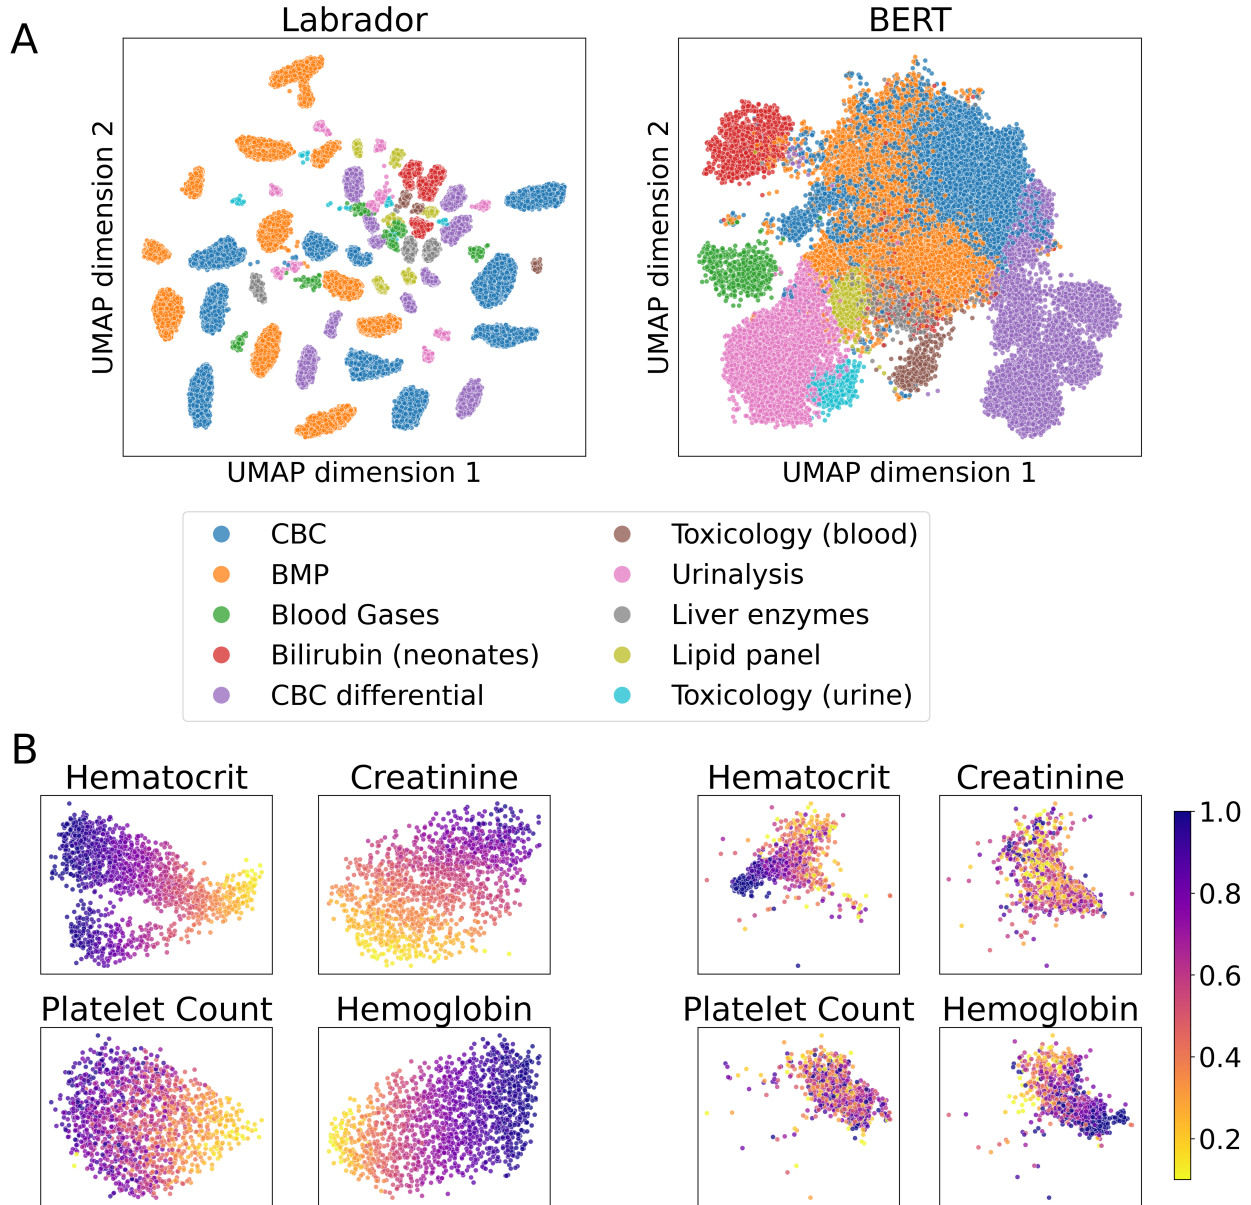 A
Labrador
BERT
UMAP dimension 2
UMAP dimension 2
UMAP dimension 1
UMAP dimension 1
CBC
BMP
Blood Gases
Bilirubin (neonates)
CBC differential
Toxicology (blood)
Urinalysis
Liver enzymes
Lipid panel
Toxicology (urine)
B
Hematocrit
Creatinine
Hematocrit
Creatinine
Platelet Count
Hemoglobin
Platelet Count
Hemoglobin
1.0
0.8
0.6
0.4
0.2